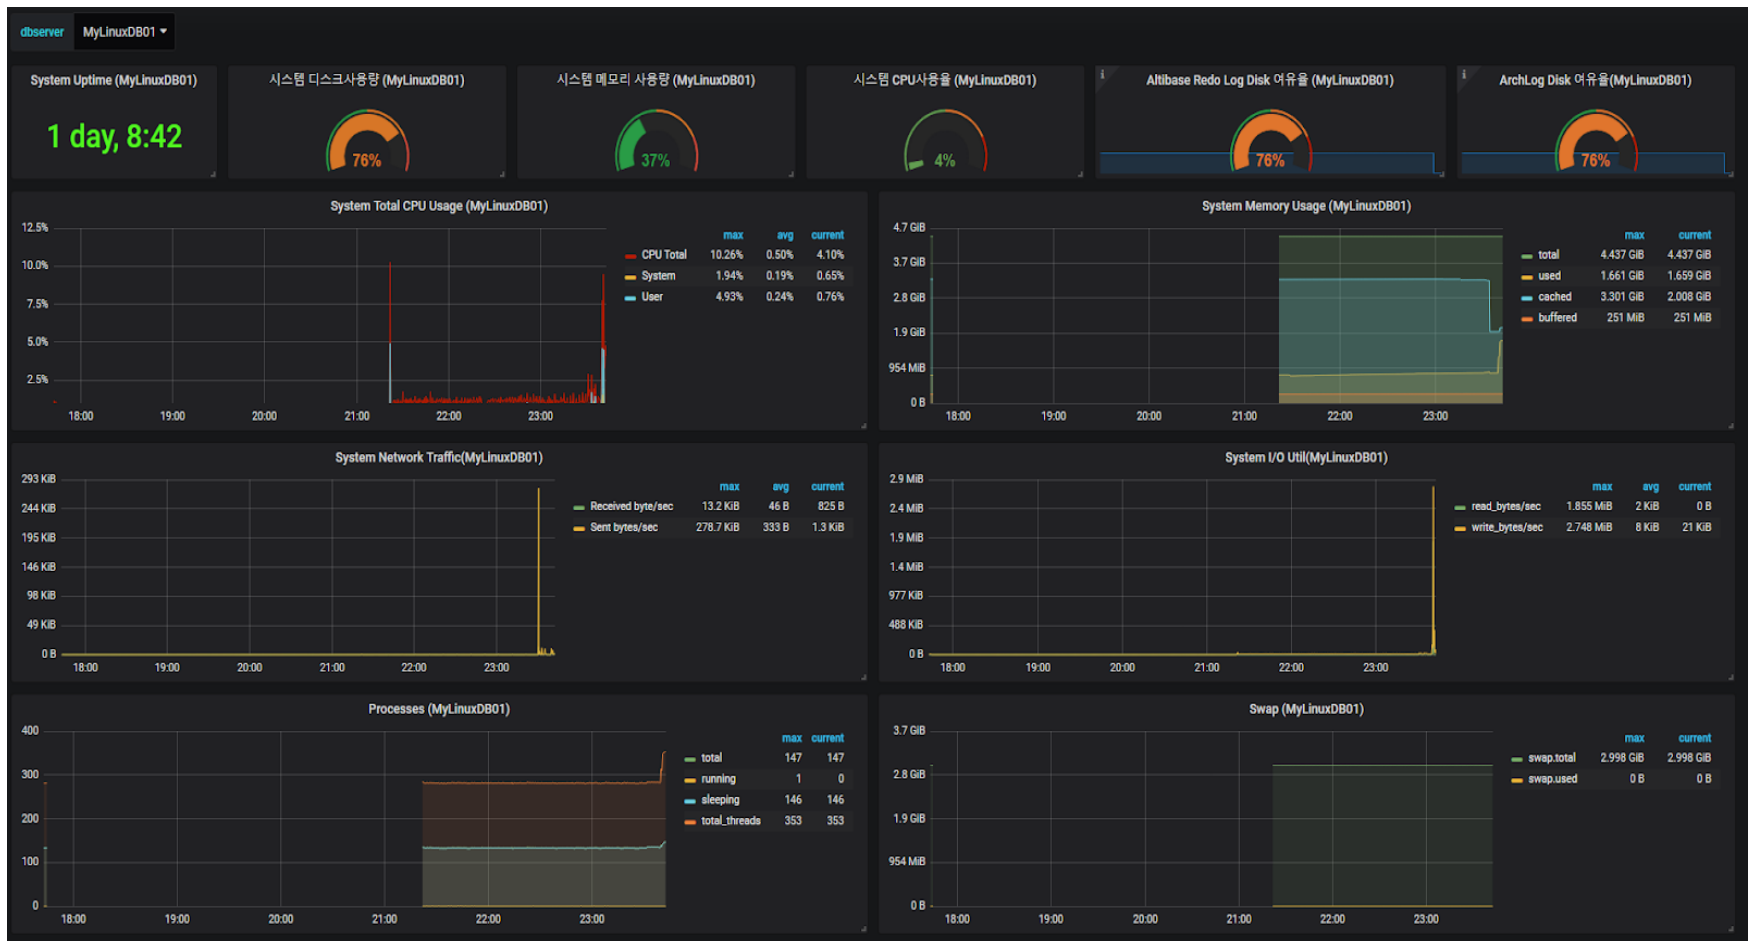 dbserver MyLinuxDB01
System Uptime (MyLinuxDB01)
1 day, 8:42
시스템 디스크사용량 (MyLinuxDB01)
76%
시스템 메모리 사용량 (MyLinuxDB01)
37%
시스템 CPU사용율 (MyLinuxDB01)
4%
i
Altibase Redo Log Disk 여유율 (MyLinuxDB01)
76%
i
ArchLog Disk 여유율(MyLinuxDB01)
76%
System Total CPU Usage (MyLinuxDB01)
12.5%
10.0%
7.5%
5.0%
2.5%
18:00 19:00 20:00 21:00 22:00 23:00
max avg current
CPU Total 10.26% 0.50% 4.10%
System 1.94% 0.19% 0.65%
User 4.93% 0.24% 0.76%
System Memory Usage (MyLinuxDB01)
4.7 GiB
3.7 GiB
2.8 GiB
1.9 GiB
954 MiB
0 B
18:00 19:00 20:00 21:00 22:00 23:00
max current
total 4.437 GiB 4.437 GiB
used 1.661 GiB 1.659 GiB
cached 3.301 GiB 2.008 GiB
buffered 251 MiB 251 MiB
System Network Traffic(MyLinuxDB01)
293 KiB
244 KiB
195 KiB
146 KiB
98 KiB
49 KiB
0 B
18:00 19:00 20:00 21:00 22:00 23:00
max avg current
Received byte/sec 13.2 KiB 46 B 825 B
Sent bytes/sec 278.7 KiB 333 B 1.3 KiB
System I/O Util(MyLinuxDB01)
2.9 MiB
2.4 MiB
1.9 MiB
1.4 MiB
977 KiB
488 KiB
0 B
18:00 19:00 20:00 21:00 22:00 23:00
max avg current
read_bytes/sec 1.855 MiB 2 KiB 0 B
write_bytes/sec 2.748 MiB 8 KiB 21 KiB
Processes (MyLinuxDB01)
400
300
200
100
0
18:00 19:00 20:00 21:00 22:00 23:00
max current
total 147 147
running 1 0
sleeping 146 146
total_threads 353 353
Swap (MyLinuxDB01)
3.7 GiB
2.8 GiB
1.9 GiB
954 MiB
0 B
18:00 19:00 20:00 21:00 22:00 23:00
max current
swap.total 2.998 GiB 2.998 GiB
swap.used 0 B 0 B